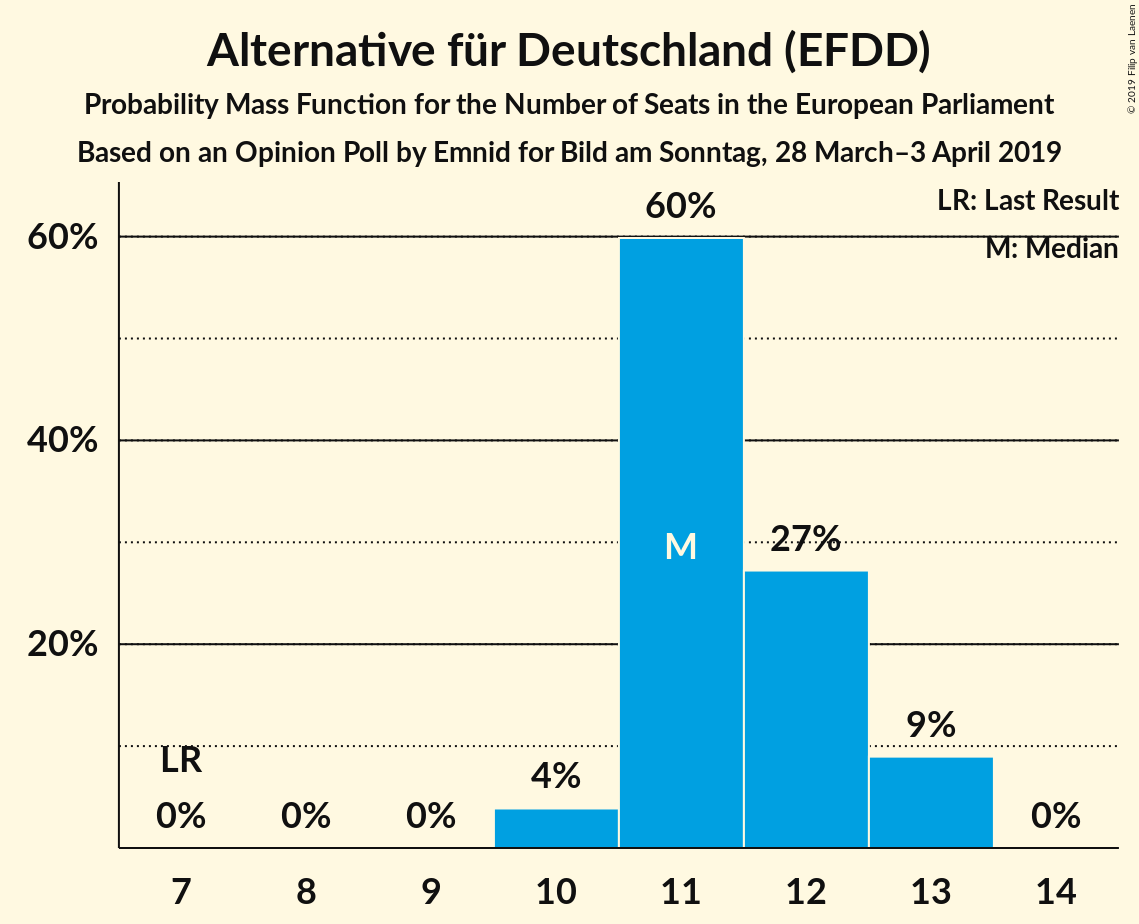 Alternative für Deutschland (EFDD)
Probability Mass Function for the Number of Seats in the European Parliament
Based on an Opinion Poll by Emnid for Bild am Sonntag, 28 March–3 April 2019
© 2019 Filip van Laenen
LR: Last Result
M: Median
60%
40%
20%
60%
M
27%
9%
4%
LR
0%
0%
0%
0%
7
8
9
10
11
12
13
14